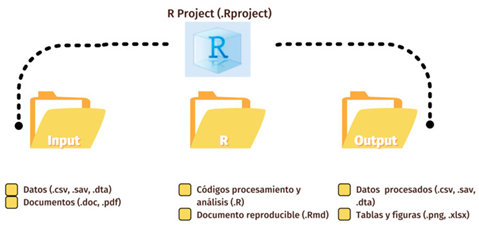 R Project (.Rproject)
R
Input
R
Output
Datos (.csv, .sav, .dta)
Documentos (.doc, .pdf)
Códigos procesamiento y
análisis (.R)
Documento reproducible (.Rmd)
Datos procesados (.csv, .sav,
.dta)
Tablas y figuras (.png, .xlsx)